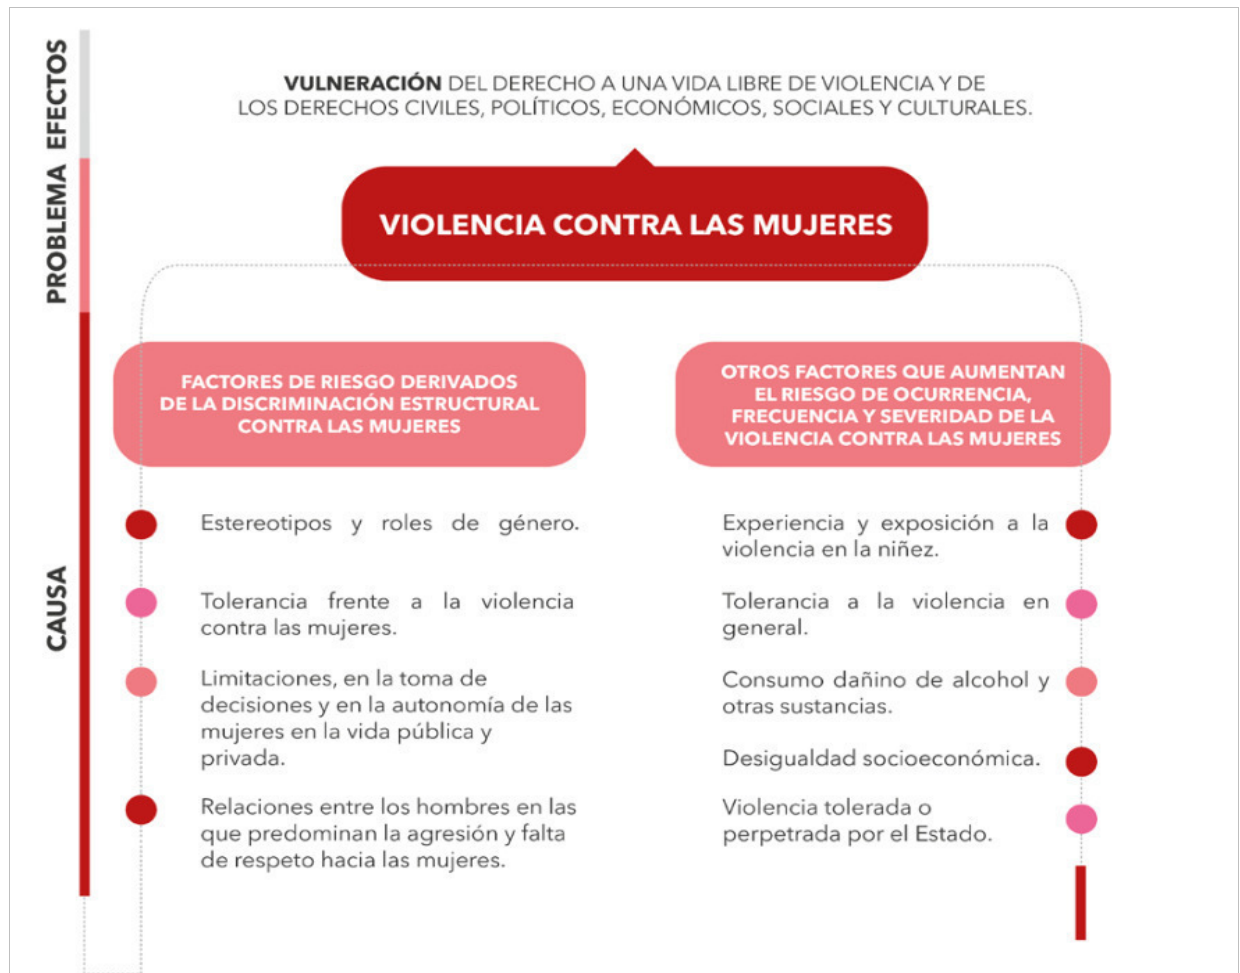 EFECTOS
VULNERACIÓN DEL DERECHO A UNA VIDA LIBRE DE VIOLENCIA Y DE
LOS DERECHOS CIVILES, POLÍTICOS, ECONÓMICOS, SOCIALES Y CULTURALES.
PROBLEMA
VIOLENCIA CONTRA LAS MUJERES
CAUSA
FACTORES DE RIESGO DERIVADOS
DE LA DISCRIMINACIÓN ESTRUCTURAL
CONTRA LAS MUJERES
Estereotipos y roles de género.
Tolerancia frente a la violencia
contra las mujeres.
Limitaciones, en la toma de
decisiones y en la autonomía de las
mujeres en la vida pública y
privada.
Relaciones entre los hombres en las
que predominan la agresión y falta
de respeto hacia las mujeres.
OTROS FACTORES QUE AUMENTAN
EL RIESGO DE OCURRENCIA,
FRECUENCIA Y SEVERIDAD DE LA
VIOLENCIA CONTRA LAS MUJERES
Experiencia y exposición a la
violencia en la niñez.
Tolerancia a la violencia en
general.
Consumo dañino de alcohol y
otras sustancias.
Desigualdad socioeconómica.
Violencia tolerada o
perpetrada por el Estado.